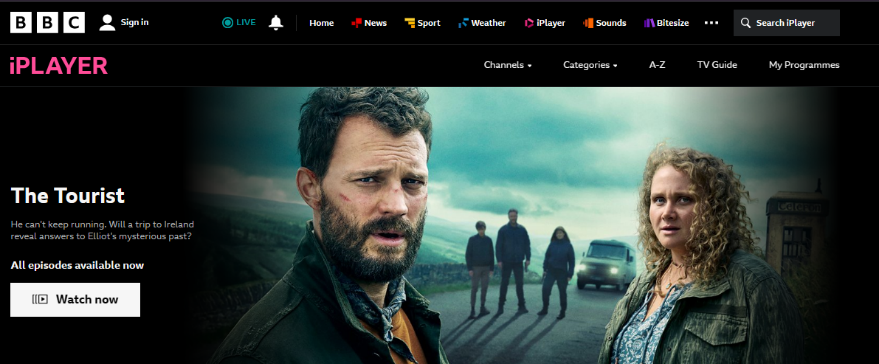 BBC Sign in LIVE Home News Sport Weather iPlayer Sounds Bitesize Search iPlayer
iPLAYER Channels Categories A-Z TV Guide My Programmes
The Tourist
He can't keep running. Will a trip to Ireland
reveal answers to Elliot's mysterious past?
All episodes available now
Watch now